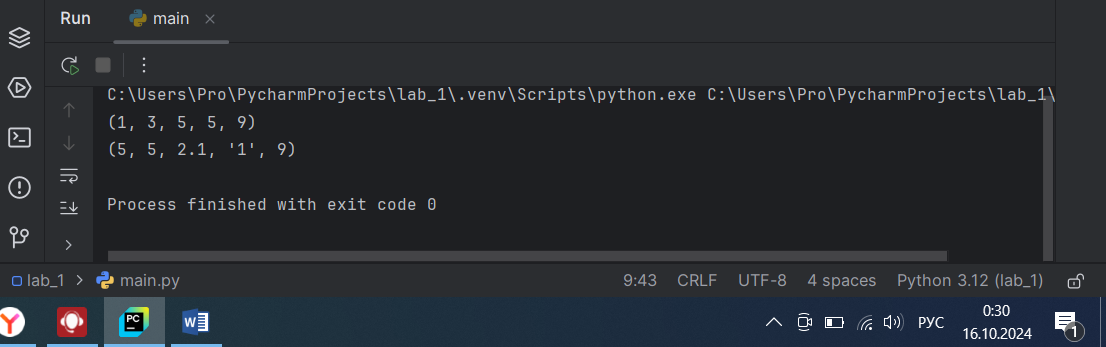 Run main
C:\Users\Pro\PycharmProjects\lab_1\.venv\Scripts\python.exe C:\Users\Pro\PycharmProjects\lab_1\
(1, 3, 5, 5, 9)
(5, 5, 2.1, '1', 9)
Process finished with exit code 0
lab_1 > main.py 9:43 CRLF UTF-8 4 spaces Python 3.12 (lab_1)
PC W РУС 0:30
16.10.2024 1